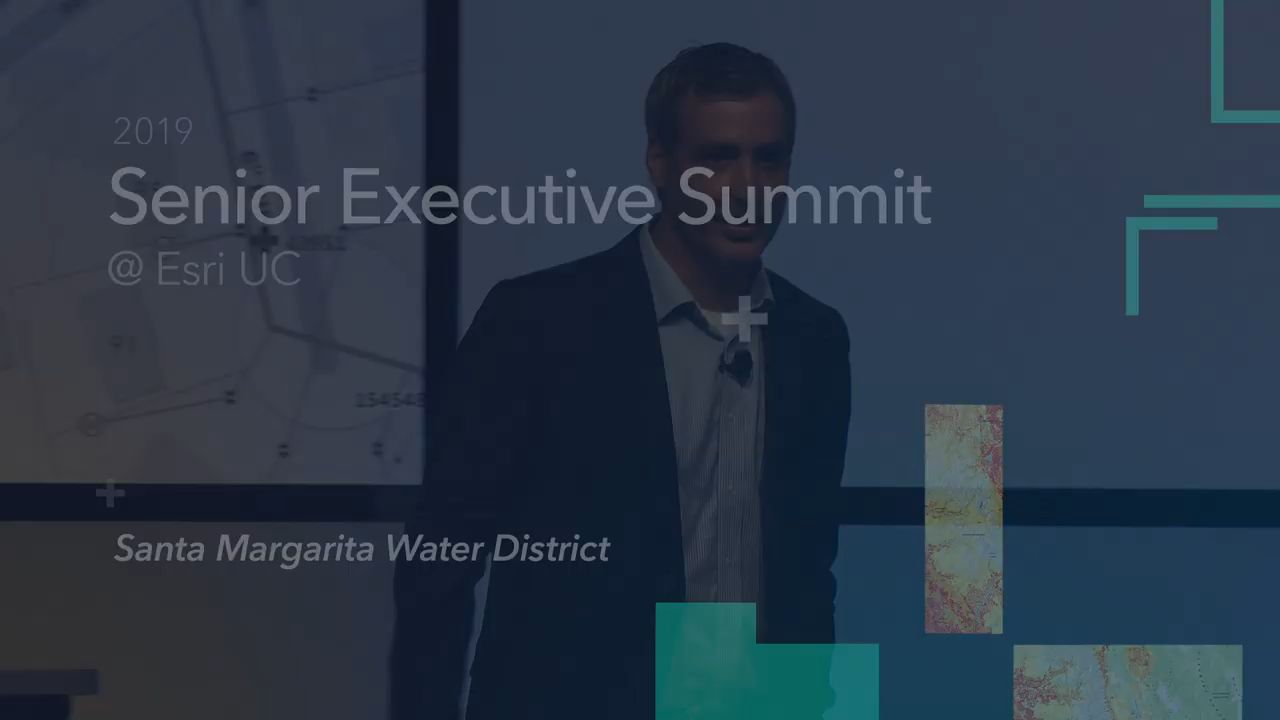 2019
Senior Executive Summit
@ Esri UC
Santa Margarita Water District